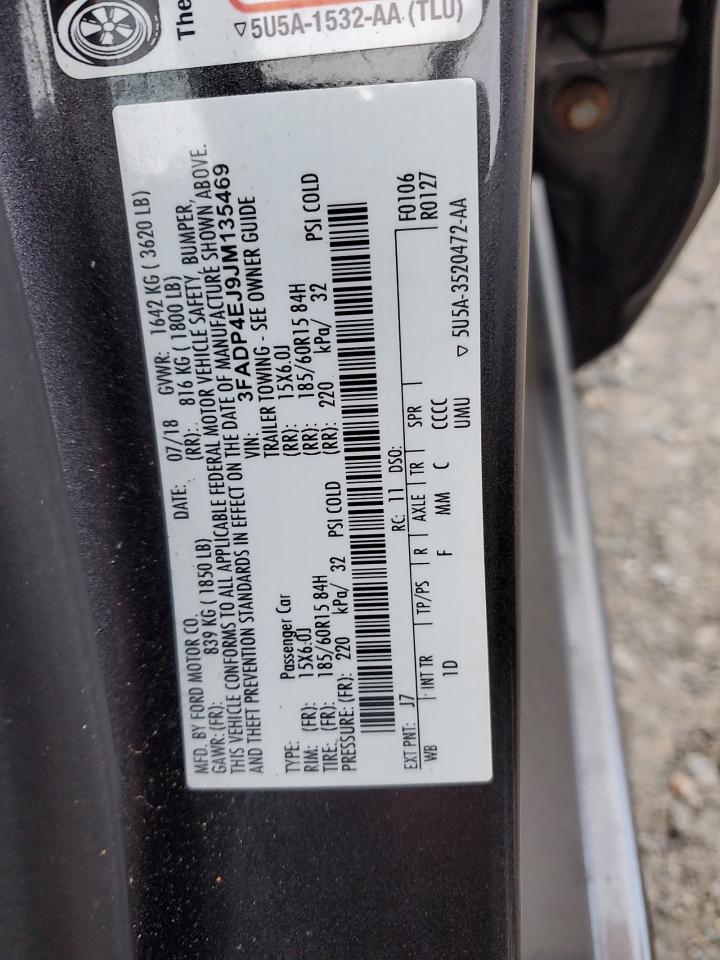 The
▽5U5A-1532-AA (TLU)
MFD. BY FORD MOTOR CO. DATE: 07/18 GVWR: 1642 KG ( 3620 LB)
GAWR: (FR): 839 KG ( 1850 LB) (RR): 816 KG ( 1800 LB)
THIS VEHICLE CONFORMS TO ALL APPLICABLE FEDERAL MOTOR VEHICLE SAFETY, BUMPER,
AND THEFT PREVENTION STANDARDS IN EFFECT ON THE DATE OF MANUFACTURE SHOWN ABOVE.
VIN: 3FADP4EJ9JM135469
TYPE: Passenger Car TRAILER TOWING - SEE OWNER GUIDE
RIM: (FR): 15X6.0J (RR): 15X6.0J
TIRE: (FR): 185/60R15 84H (RR): 185/60R15 84H
PRESSURE: (FR): 220 kPa/ 32 PSI COLD (RR): 220 kPa/ 32 PSI COLD
EXT PNT: J7 RC: 11 DSO: F0106
WB INT TR TP/PS R AXLE TR SPR R0127
1D F MM C CCCC
UMU
▽ 5U5A-3520472-AA